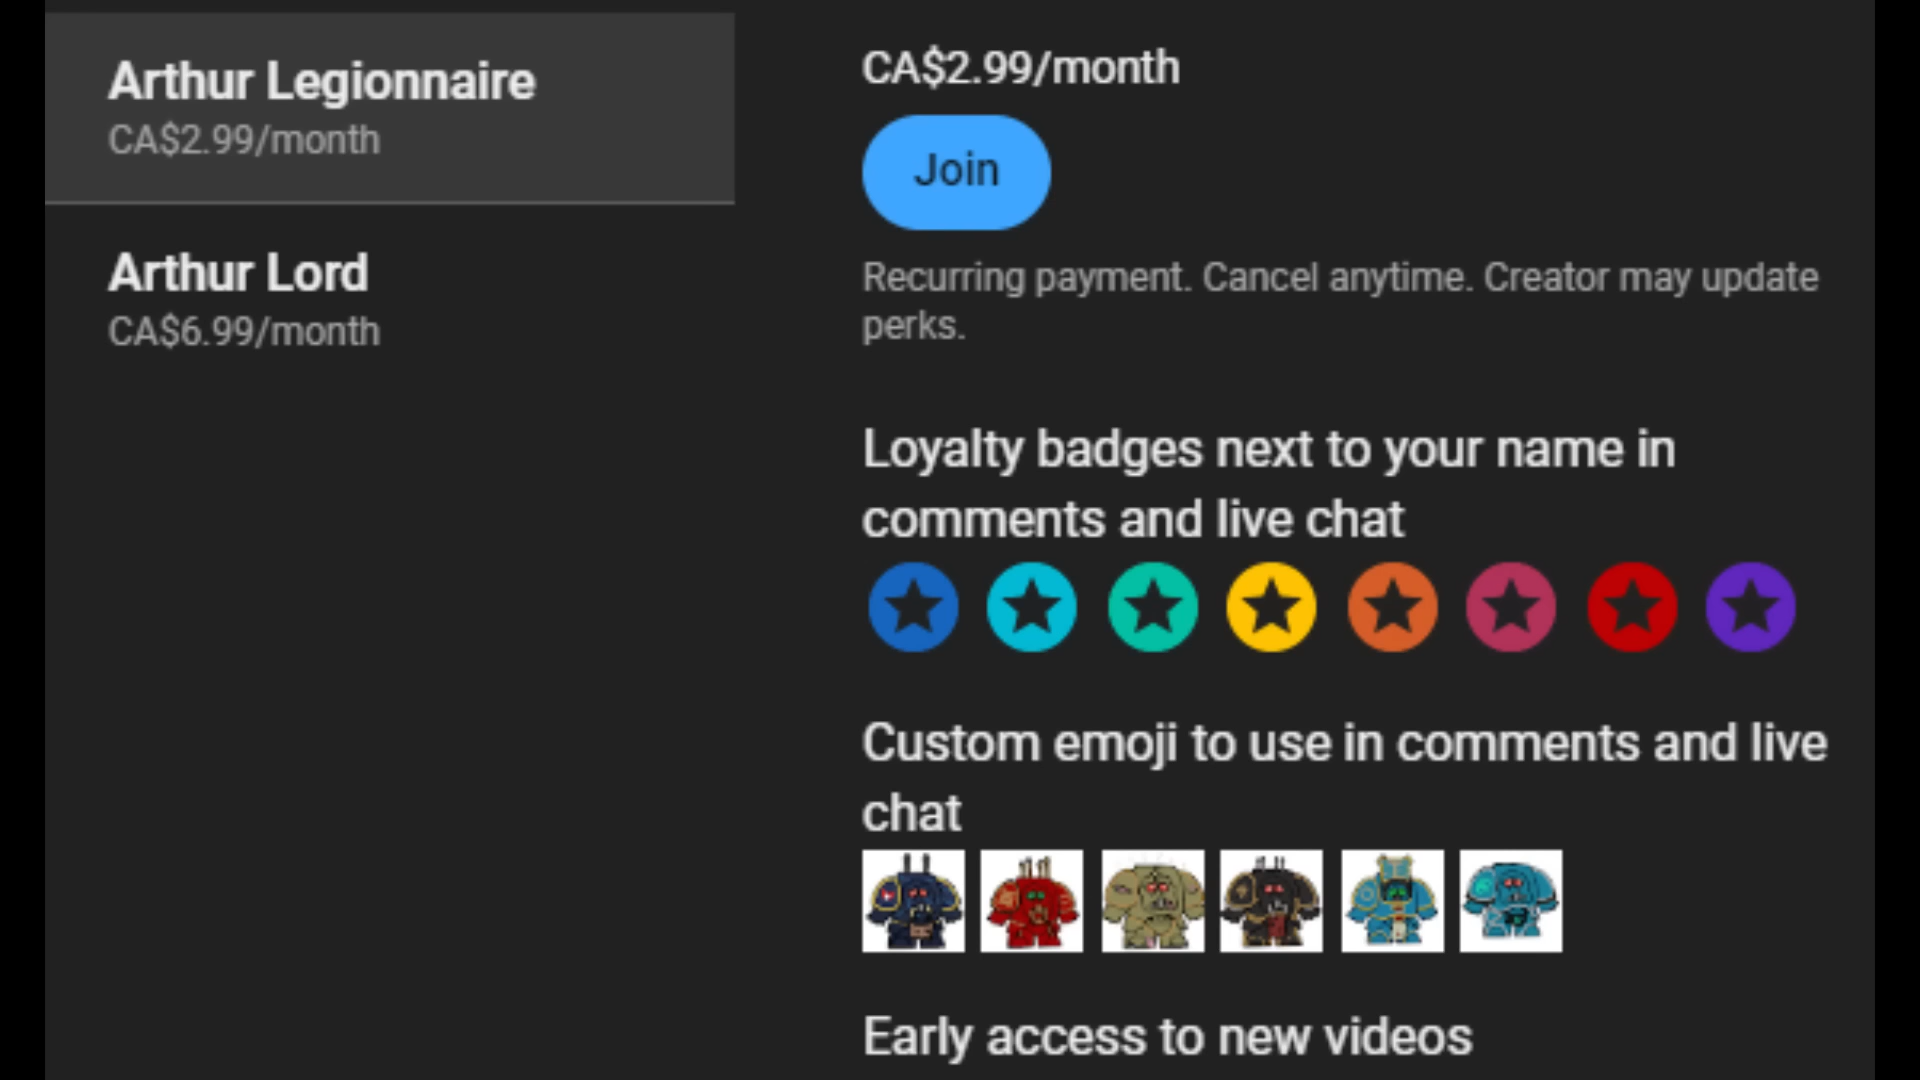 Arthur Legionnaire
CA$2.99/month
Arthur Lord
CA$6.99/month
CA$2.99/month
Join
Recurring payment. Cancel anytime. Creator may update
perks.
Loyalty badges next to your name in
comments and live chat
Custom emoji to use in comments and live
chat
Early access to new videos